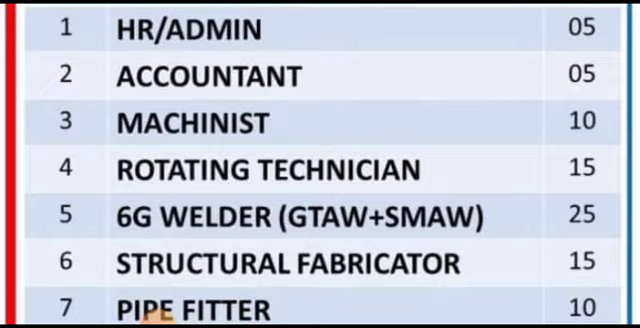 1 HR/ADMIN 05
2 ACCOUNTANT 05
3 MACHINIST 10
4 ROTATING TECHNICIAN 15
5 6G WELDER (GTAW+SMAW) 25
6 STRUCTURAL FABRICATOR 15
7 PIPE FITTER 10